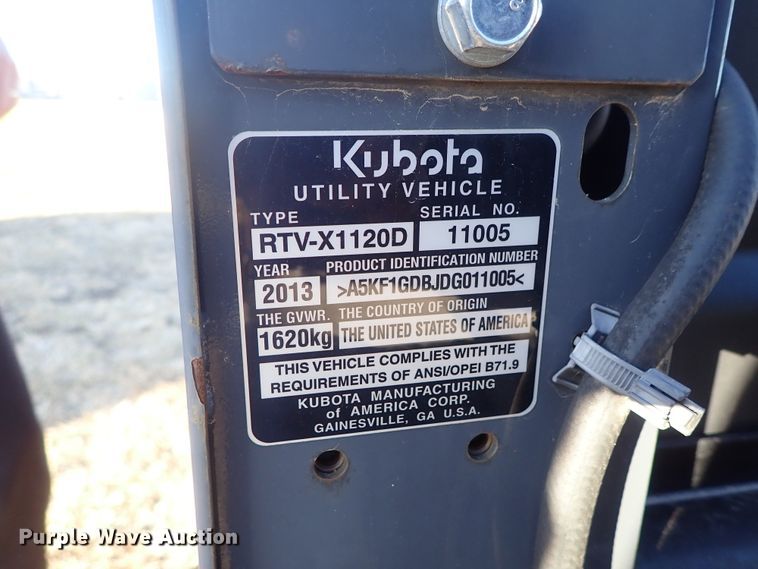 Kubota
UTILITY VEHICLE
TYPE SERIAL NO.
RTV-X1120D 11005
YEAR PRODUCT IDENTIFICATION NUMBER
2013 >A5KF1GDBJDG011005<
THE GVWR. THE COUNTRY OF ORIGIN
1620kg THE UNITED STATES OF AMERICA
THIS VEHICLE COMPLIES WITH THE
REQUIREMENTS OF ANSI/OPEI B71.9
KUBOTA MANUFACTURING
of AMERICA CORP.
GAINESVILLE, GA U.S.A.
Purple Wave Auction